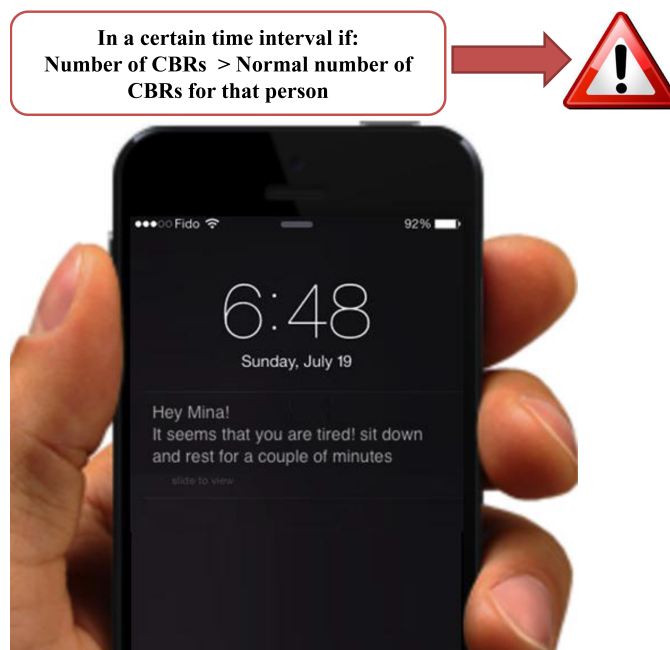 In a certain time interval if:
Number of CBRs > Normal number of
CBRs for that person
Fido
92%
6:48
Sunday, July 19
Hey Mina!
It seems that you are tired! sit down
and rest for a couple of minutes
slide to view